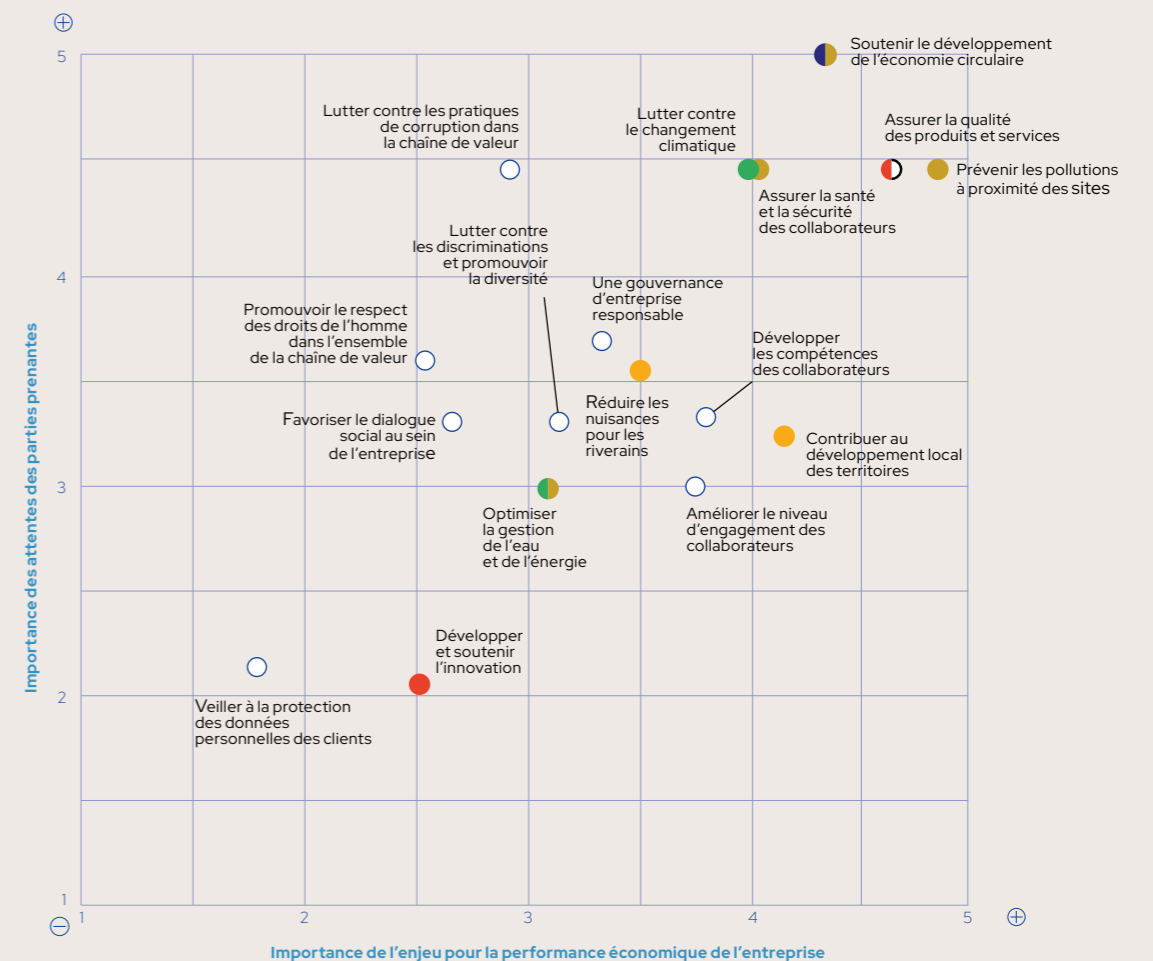 5
Soutenir le développement
de l'économie circulaire
Lutter contre les pratiques
de corruption dans
la chaîne de valeur
Lutter contre
le changement
climatique
Assurer la qualité
des produits et services
Prévenir les pollutions
à proximité des sites
Assurer la santé
et la sécurité
des collaborateurs
Lutter contre
les discriminations
et promouvoir
la diversité
4
Une gouvernance
d'entreprise
responsable
Promouvoir le respect
des droits de l'homme
dans l'ensemble
de la chaîne de valeur
Développer
les compétences
des collaborateurs
Réduire les
nuisances
pour les
riverains
Favoriser le dialogue
social au sein
de l'entreprise
Contribuer au
développement local
des territoires
3
Optimiser
la gestion
de l'eau
et de l'énergie
Améliorer le niveau
d'engagement des
collaborateurs
Développer
et soutenir
l'innovation
2
Veiller à la protection
des données
personnelles des clients
1
1
2
3
4
5
Importance des attentes des parties prenantes
Importance de l'enjeu pour la performance économique de l'entreprise